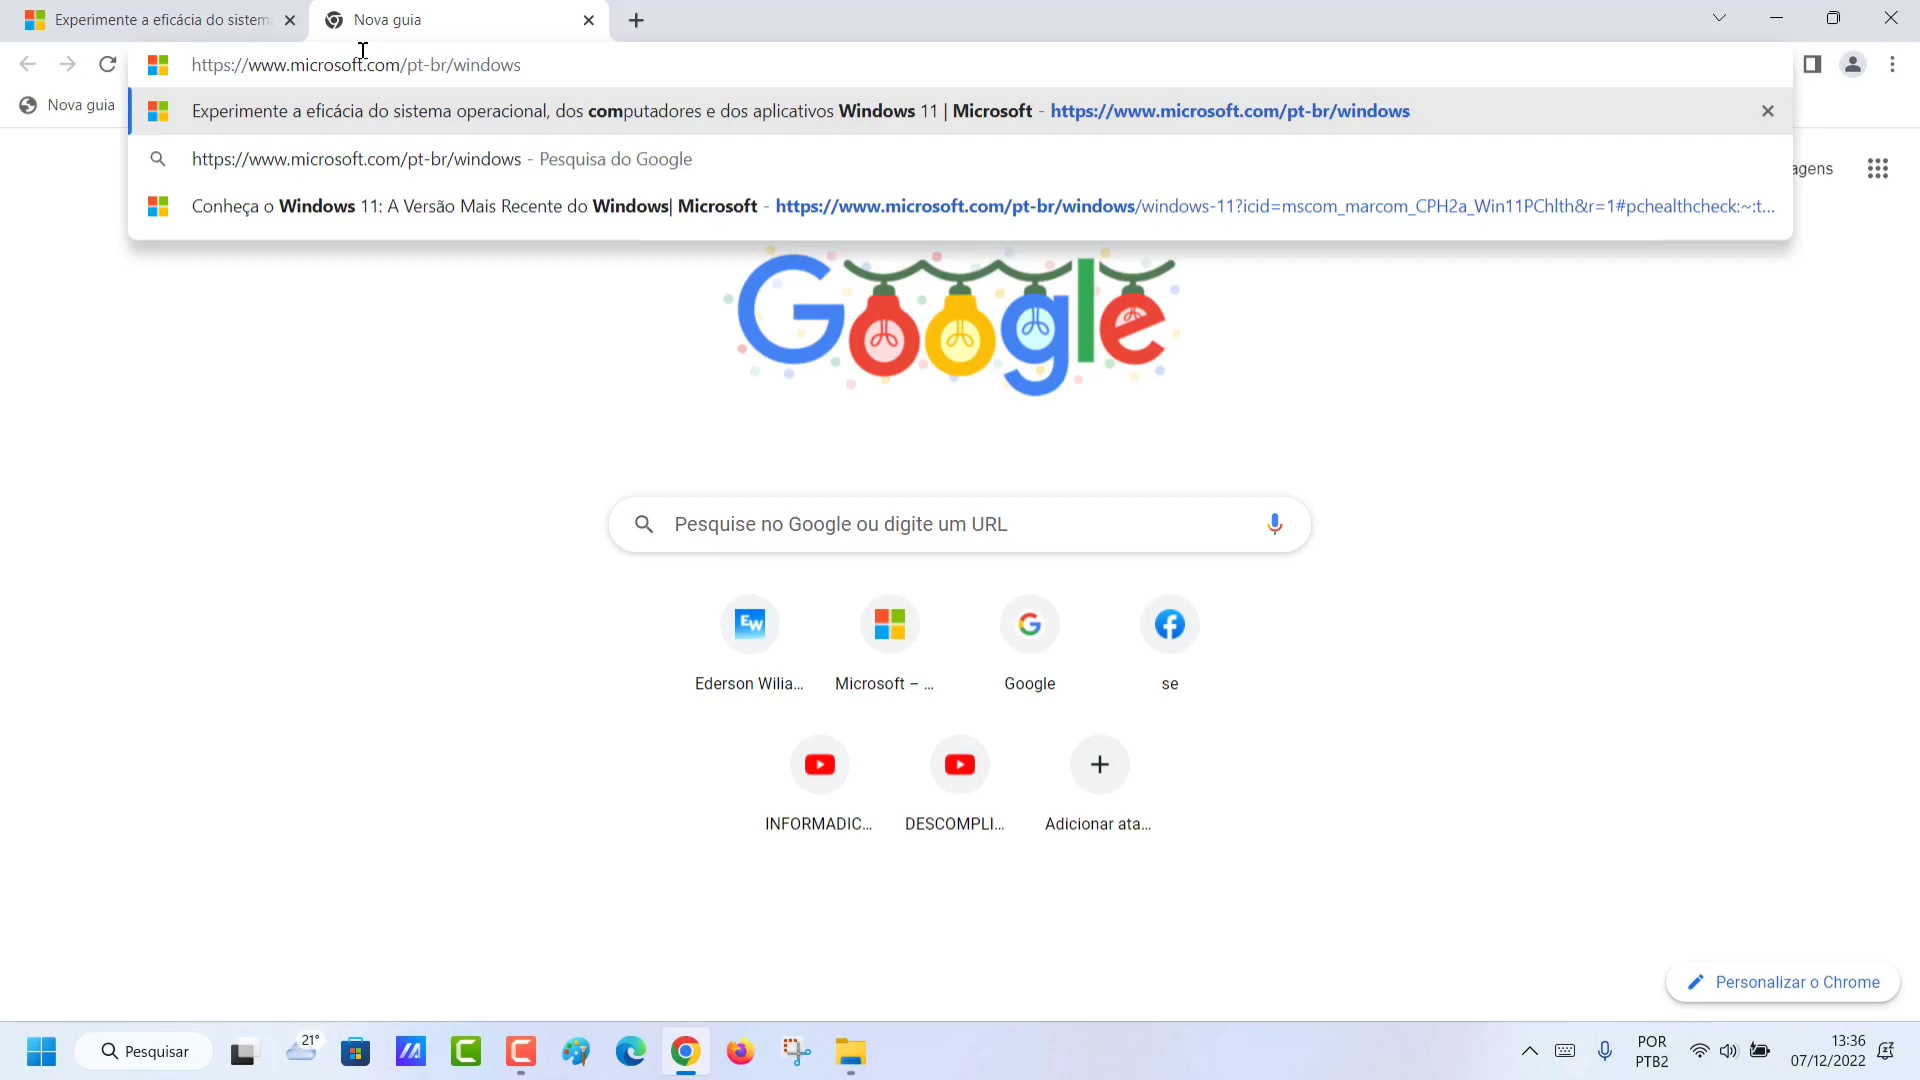 Experimente a eficácia do sistem
Nova guia
https://www.microsoft.com/pt-br/windows
Nova guia
Experimente a eficácia do sistema operacional, dos computadores e dos aplicativos Windows 11 | Microsoft - https://www.microsoft.com/pt-br/windows
https://www.microsoft.com/pt-br/windows - Pesquisa do Google
agens
Conheça o Windows 11: A Versão Mais Recente do Windows| Microsoft - https://www.microsoft.com/pt-br/windows/windows-11?icid=mscom_marcom_CPH2a_Win11PChlth&r=1#pchealthcheck:~:t...
Google
Pesquise no Google ou digite um URL
Ew
Ederson Wilia...
Microsoft – ...
Google
se
INFORMADIC...
DESCOMPLI...
Adicionar ata...
Personalizar o Chrome
Pesquisar
21°
POR
PTB2
13:36
07/12/2022